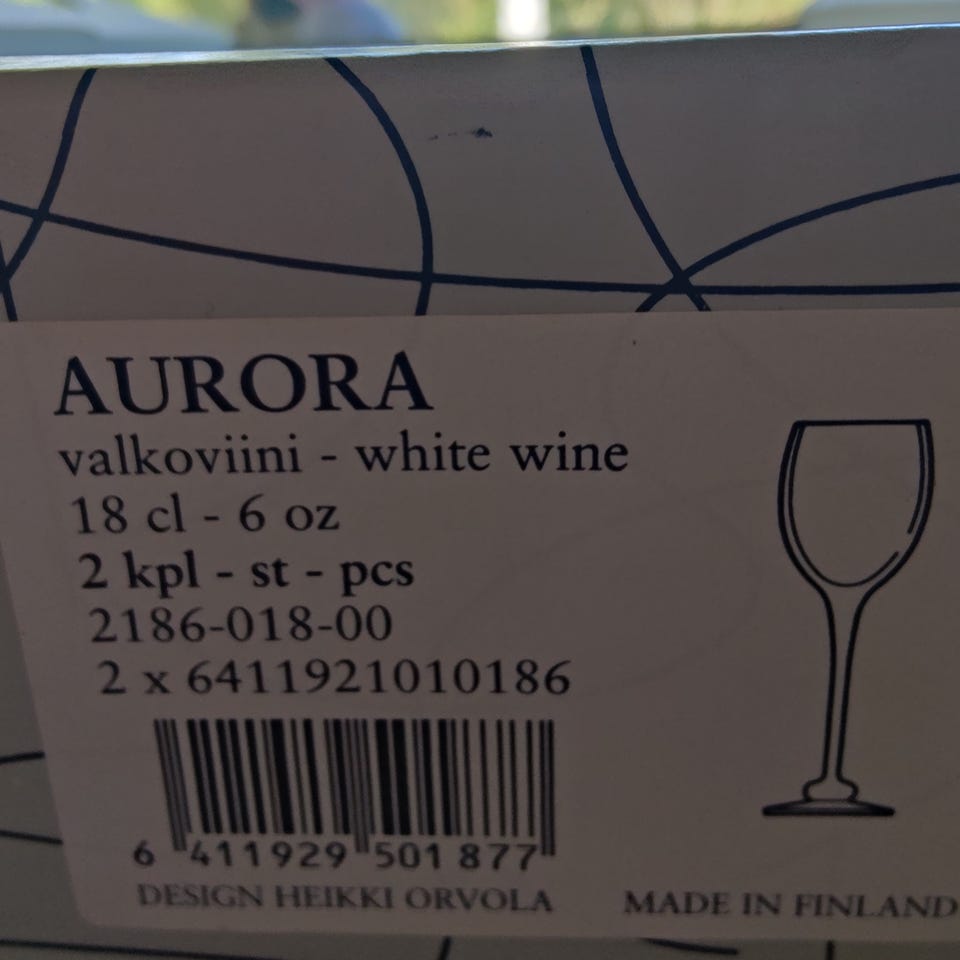 AURORA
valkoviini - white wine
18 cl - 6 oz
2 kpl - st - pcs
2186-018-00
2 x 6411921010186
6 411929 501877
DESIGN HEIKKI ORVOLA
MADE IN FINLAND